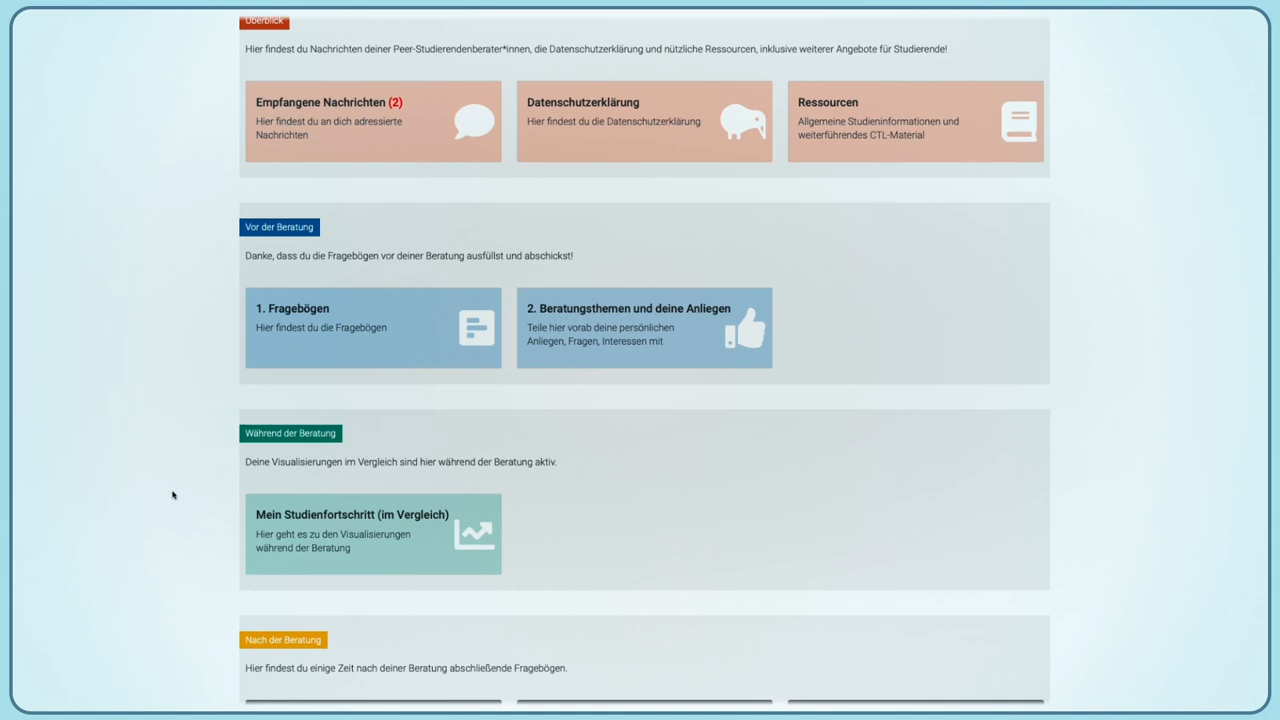 Überblick
Hier findest du Nachrichten deiner Peer-Studierendenberater*innen, die Datenschutzerklärung und nützliche Ressourcen, inklusive weiterer Angebote für Studierende!
Empfangene Nachrichten (2)
Hier findest du an dich adressierte
Nachrichten
Datenschutzerklärung
Hier findest du die Datenschutzerklärung
Ressourcen
Allgemeine Studieninformationen und
weiterführendes CTL-Material
Vor der Beratung
Danke, dass du die Fragebögen vor deiner Beratung ausfüllst und abschickst!
1. Fragebögen
Hier findest du die Fragebögen
2. Beratungsthemen und deine Anliegen
Teile hier vorab deine persönlichen
Anliegen, Fragen, Interessen mit
Während der Beratung
Deine Visualisierungen im Vergleich sind hier während der Beratung aktiv.
Mein Studienfortschritt (im Vergleich)
Hier geht es zu den Visualisierungen
während der Beratung
Nach der Beratung
Hier findest du einige Zeit nach deiner Beratung abschließende Fragebögen.